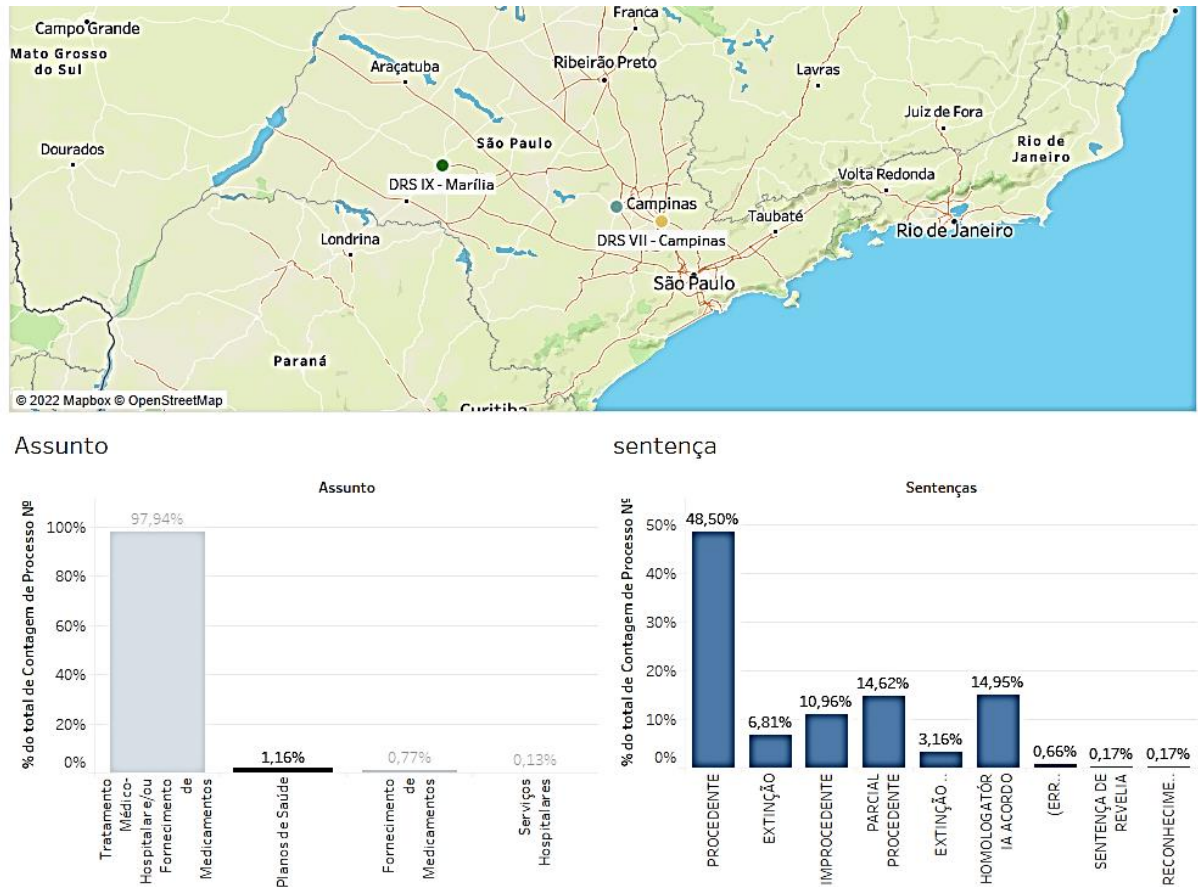 Franca
Campo Grande
Mato Grosso
do Sul
Araçatuba
Ribeirão Preto
Lavras
Juiz de Fora
Dourados
São Paulo
Rio de
Janeiro
DRS IX - Marília
Volta Redonda
Campinas
Taubaté
Londrina
DRS VII - Campinas
Rio de Janeiro
São Paulo
Paraná
© 2022 Mapbox © OpenStreetMap
Curitiba
Assunto
Assunto
% do total de Contagem de Processo Nº
100%
80%
60%
40%
20%
0%
97,94%
1,16%
0,77%
0,13%
Tratamento
Médico-
Hospitalar e/ou
Fornecimento
de
Medicamentos
Planos de Saúde
Fornecimento
de
Medicamentos
Serviços
Hospitalares
sentença
Sentenças
% do total de Contagem de Processo Nº
50%
40%
30%
20%
10%
0%
48,50%
6,81%
10,96%
14,62%
3,16%
14,95%
0,66%
0,17%
0,17%
PROCEDENTE
EXTINÇÃO
IMPROCEDENTE
PARCIAL
PROCEDENTE
EXTINÇÃO..
HOMOLOGATÓR
IA ACORDO
(ERR..
SENTENÇA DE
REVELIA
RECONHECIME..